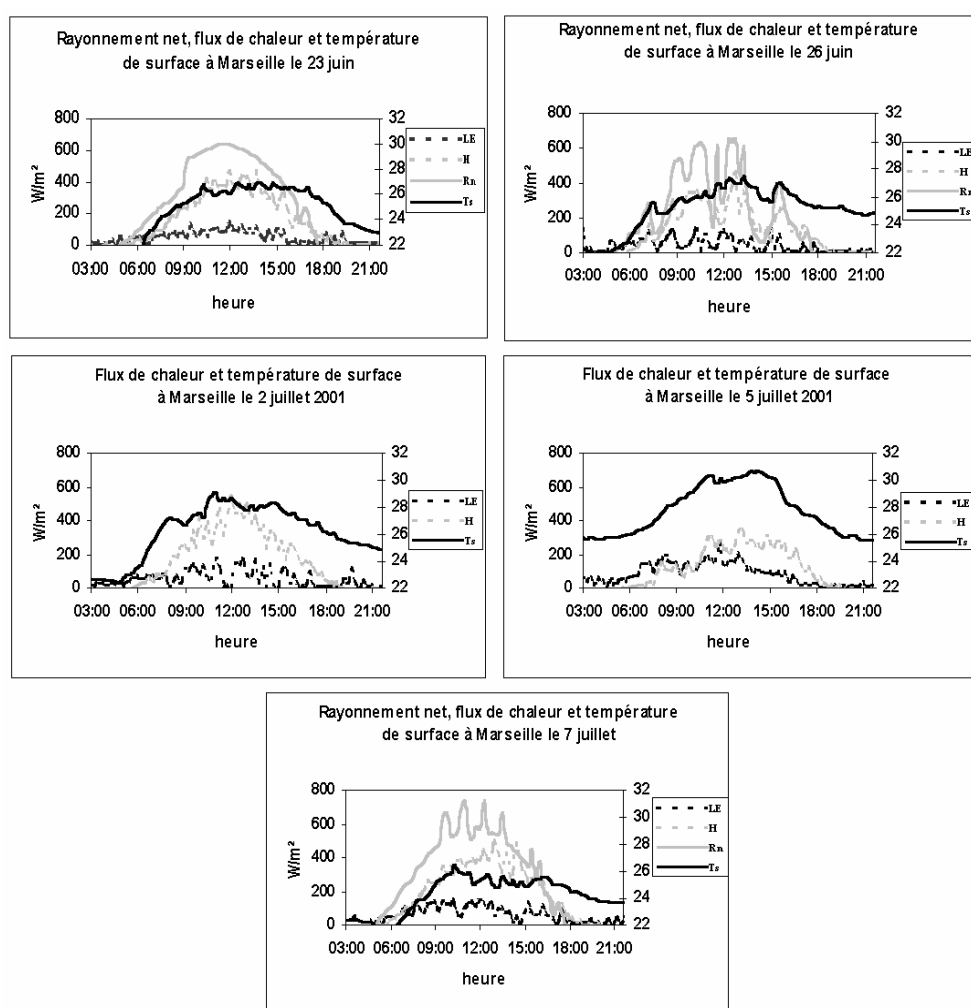 Rayonnement net, flux de chaleur et température
de surface à Marseille le 23 juin
800
600
400
200
0
W/m²
32
30
28
26
24
22
LE
H
Rn
Ts
03:00 06:00 09:00 12:00 15:00 18:00 21:00
heure
Rayonnement net, flux de chaleur et température
de surface à Marseille le 26 juin
800
600
400
200
0
W/m²
32
30
28
26
24
22
LE
H
Rn
Ts
03:00 06:00 09:00 12:00 15:00 18:00 21:00
heure
Flux de chaleur et température de surface
à Marseille le 2 juillet 2001
800
600
400
200
0
W/m²
32
30
28
26
24
22
LE
H
Ts
03:00 06:00 09:00 12:00 15:00 18:00 21:00
heure
Flux de chaleur et température de surface
à Marseille le 5 juillet 2001
800
600
400
200
0
W/m²
32
30
28
26
24
22
LE
H
Ts
03:00 06:00 09:00 12:00 15:00 18:00 21:00
heure
Rayonnement net, flux de chaleur et température
de surface à Marseille le 7 juillet
800
600
400
200
0
W/m²
32
30
28
26
24
22
LE
H
Rn
Ts
03:00 06:00 09:00 12:00 15:00 18:00 21:00
heure